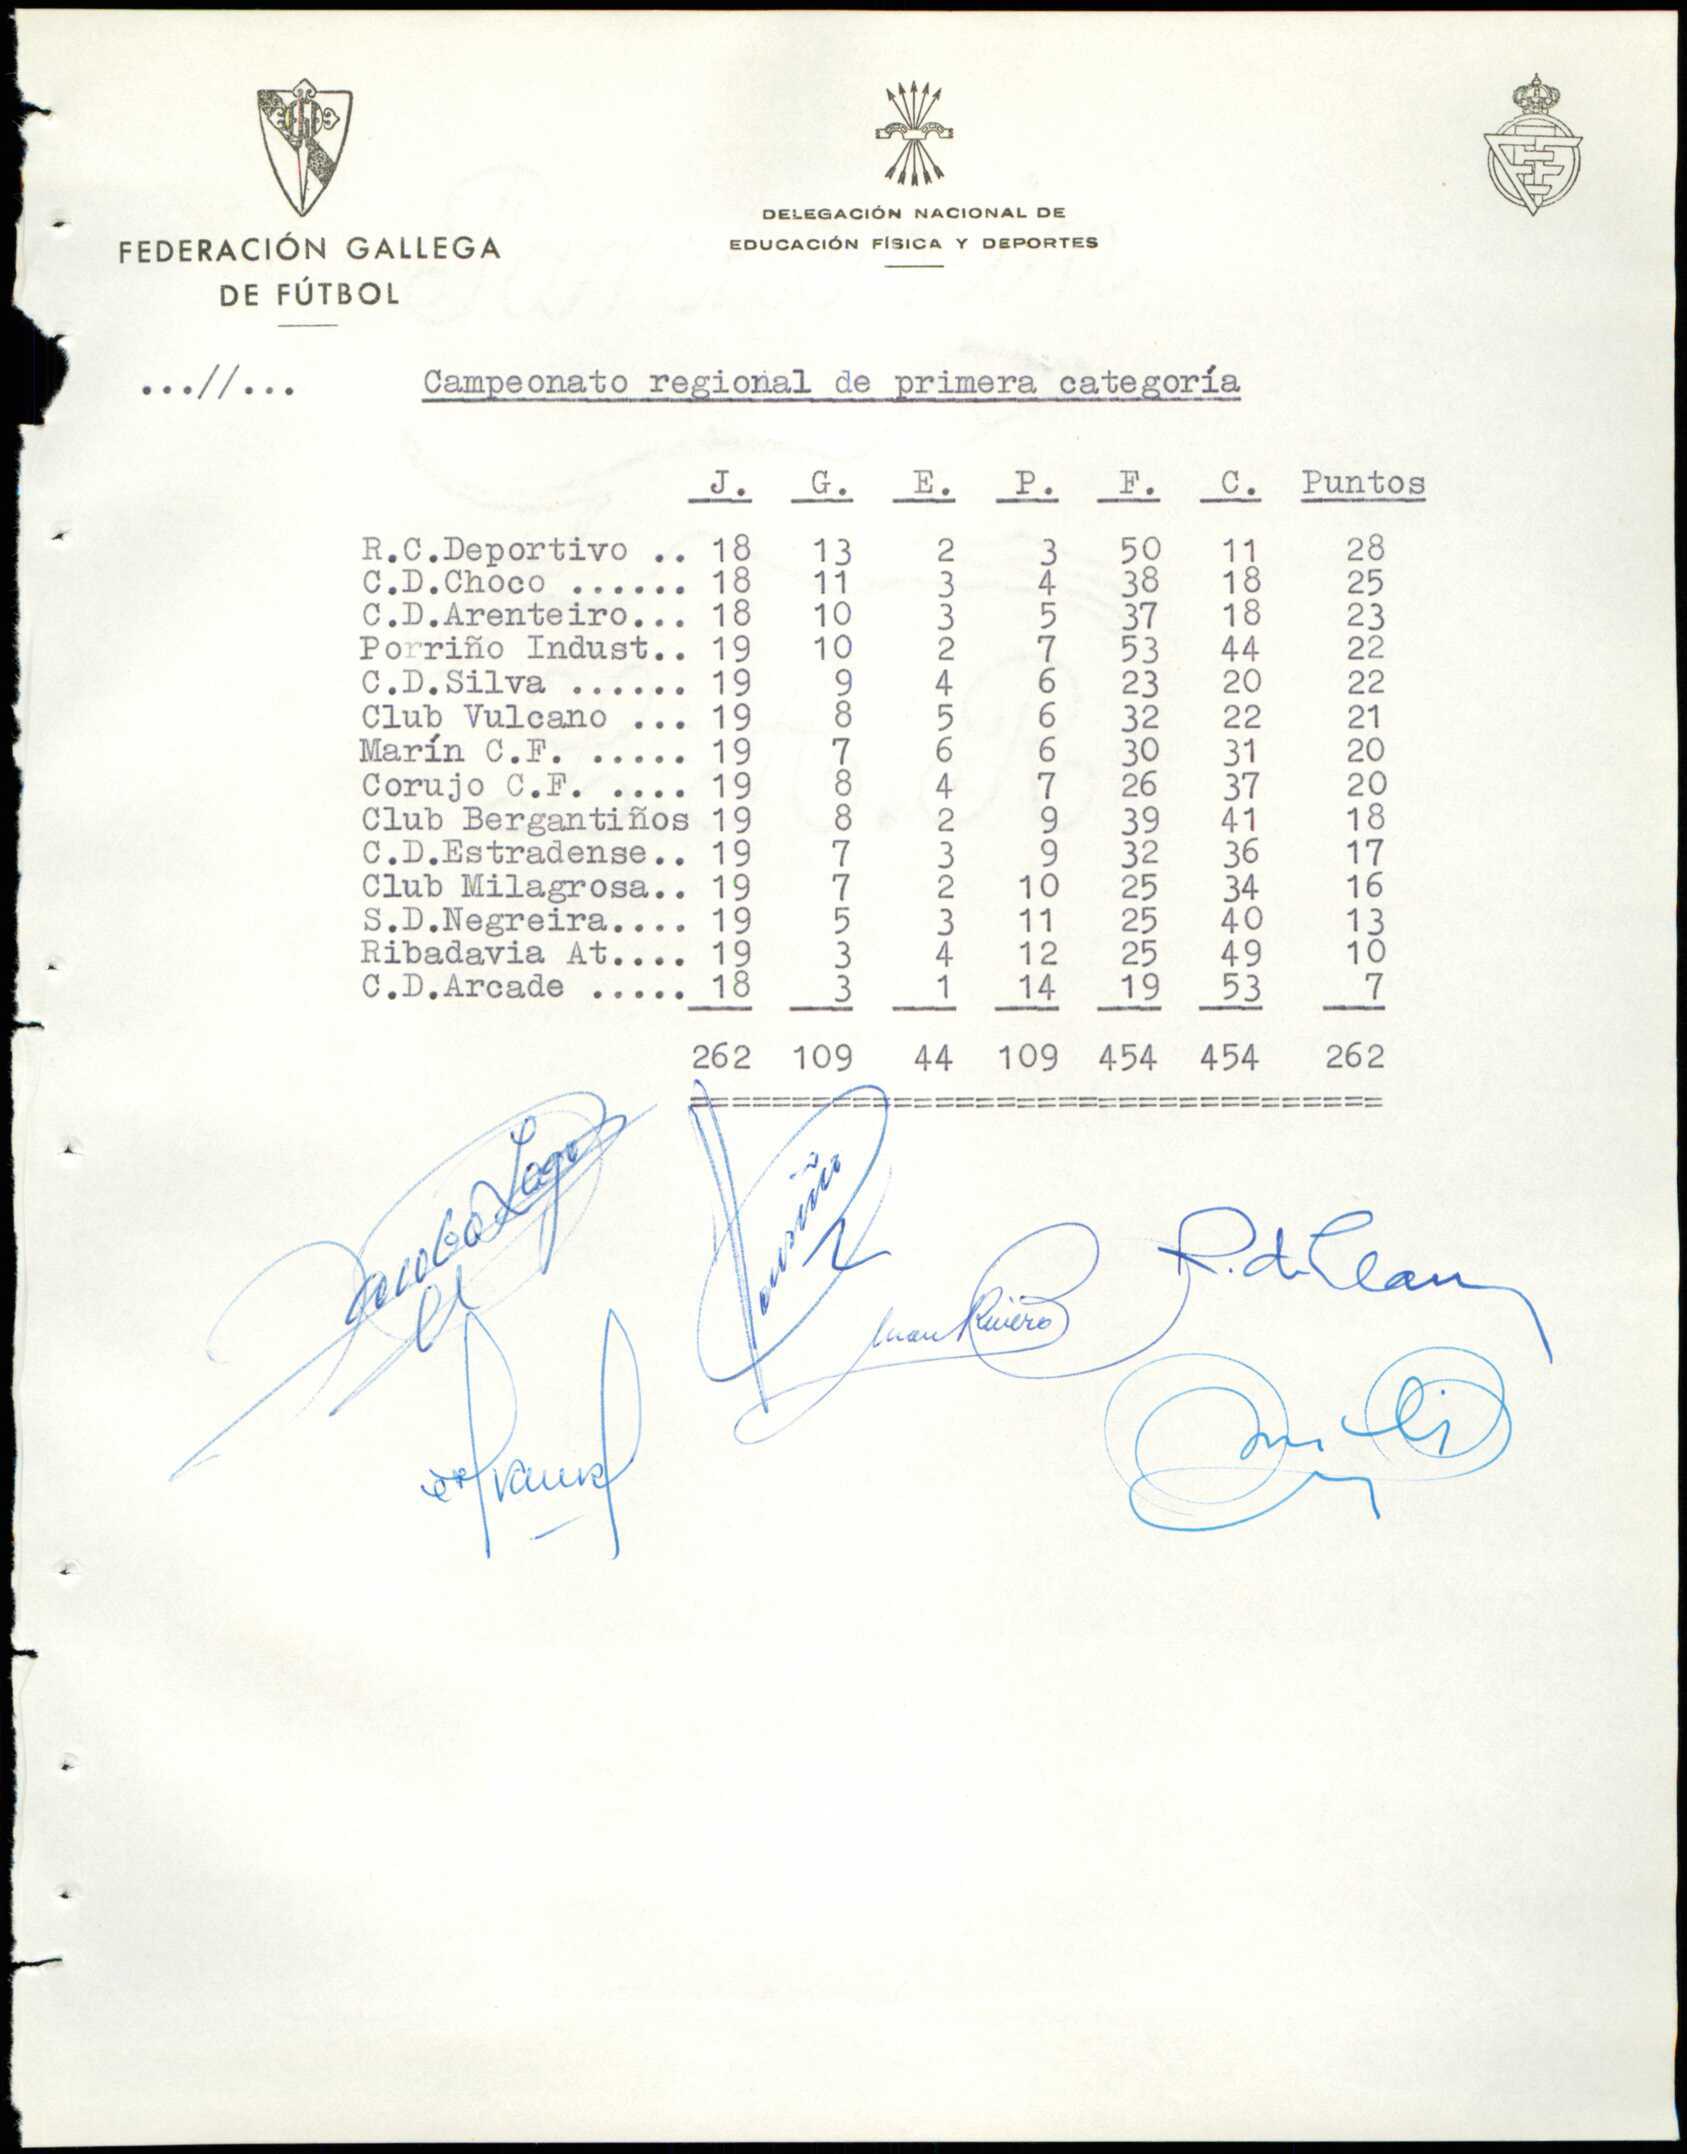 FEDERACIÓN GALLEGA
DE FÚTBOL
DELEGACIÓN NACIONAL DE
EDUCACIÓN FÍSICA Y DEPORTES
...//... Campeonato regional de primera categoría
J. G. E. P. F. C. Puntos
R.C.Deportivo .. 18 13 2 3 50 11 28
C.D.Choco ...... 18 11 3 4 38 18 25
C.D.Arenteiro... 18 10 3 5 37 18 23
Porriño Indust.. 19 10 2 7 53 44 22
C.D.Silva ...... 19 9 4 6 23 20 22
Club Vulcano ... 19 8 5 6 32 22 21
Marín C.F. ..... 19 7 6 6 30 31 20
Corujo C.F. .... 19 8 4 7 26 37 20
Club Bergantiños 19 8 2 9 39 41 18
C.D.Estradense.. 19 7 3 9 32 36 17
Club Milagrosa.. 19 7 2 10 25 34 16
S.D.Negreira.... 19 5 3 11 25 40 13
Ribadavia At.... 19 3 4 12 25 49 10
C.D.Arcade ..... 18 3 1 14 19 53 7
262 109 44 109 454 454 262
==================================
Jacobo Lago
Juan Rivero